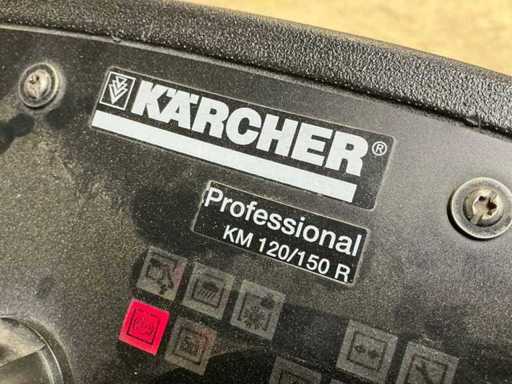 KÄRCHER®
Professional
KM 120/150 R